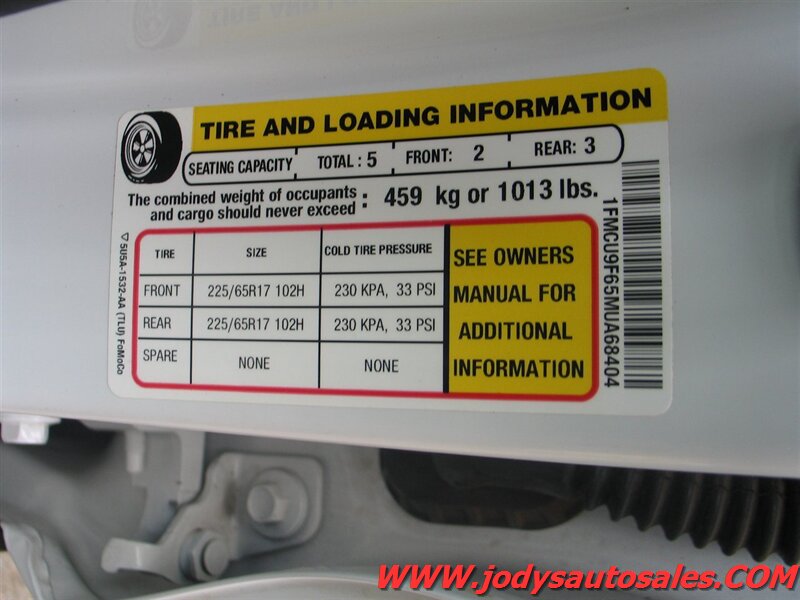 TIRE AND LOADING INFORMATION
SEATING CAPACITY TOTAL : 5 FRONT: 2 REAR: 3
The combined weight of occupants and cargo should never exceed : 459 kg or 1013 lbs.
TIRE SIZE COLD TIRE PRESSURE
FRONT 225/65R17 102H 230 KPA, 33 PSI
REAR 225/65R17 102H 230 KPA, 33 PSI
SPARE NONE NONE
SEE OWNERS
MANUAL FOR
ADDITIONAL
INFORMATION
5U5A-1532-AA (TLU) FoMoCo
1FMCU9F65MUA68404
WWW.jodysautosales.COM